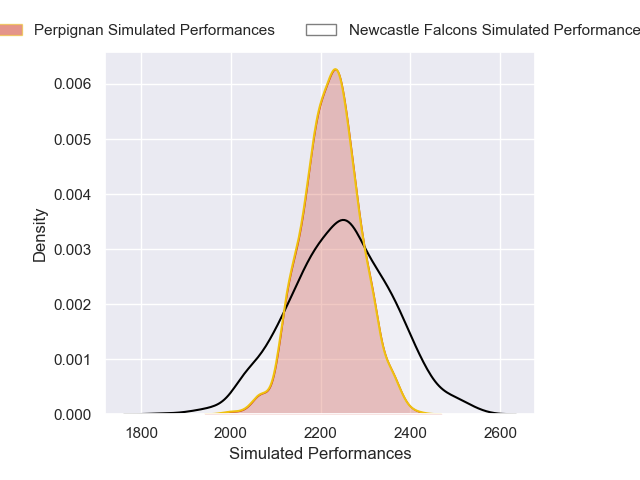 Perpignan Simulated Performances
Newcastle Falcons Simulated Performance
0.006
0.005
0.004
0.003
0.002
0.001
0.000
Density
1800 2000 2200 2400 2600
Simulated Performances